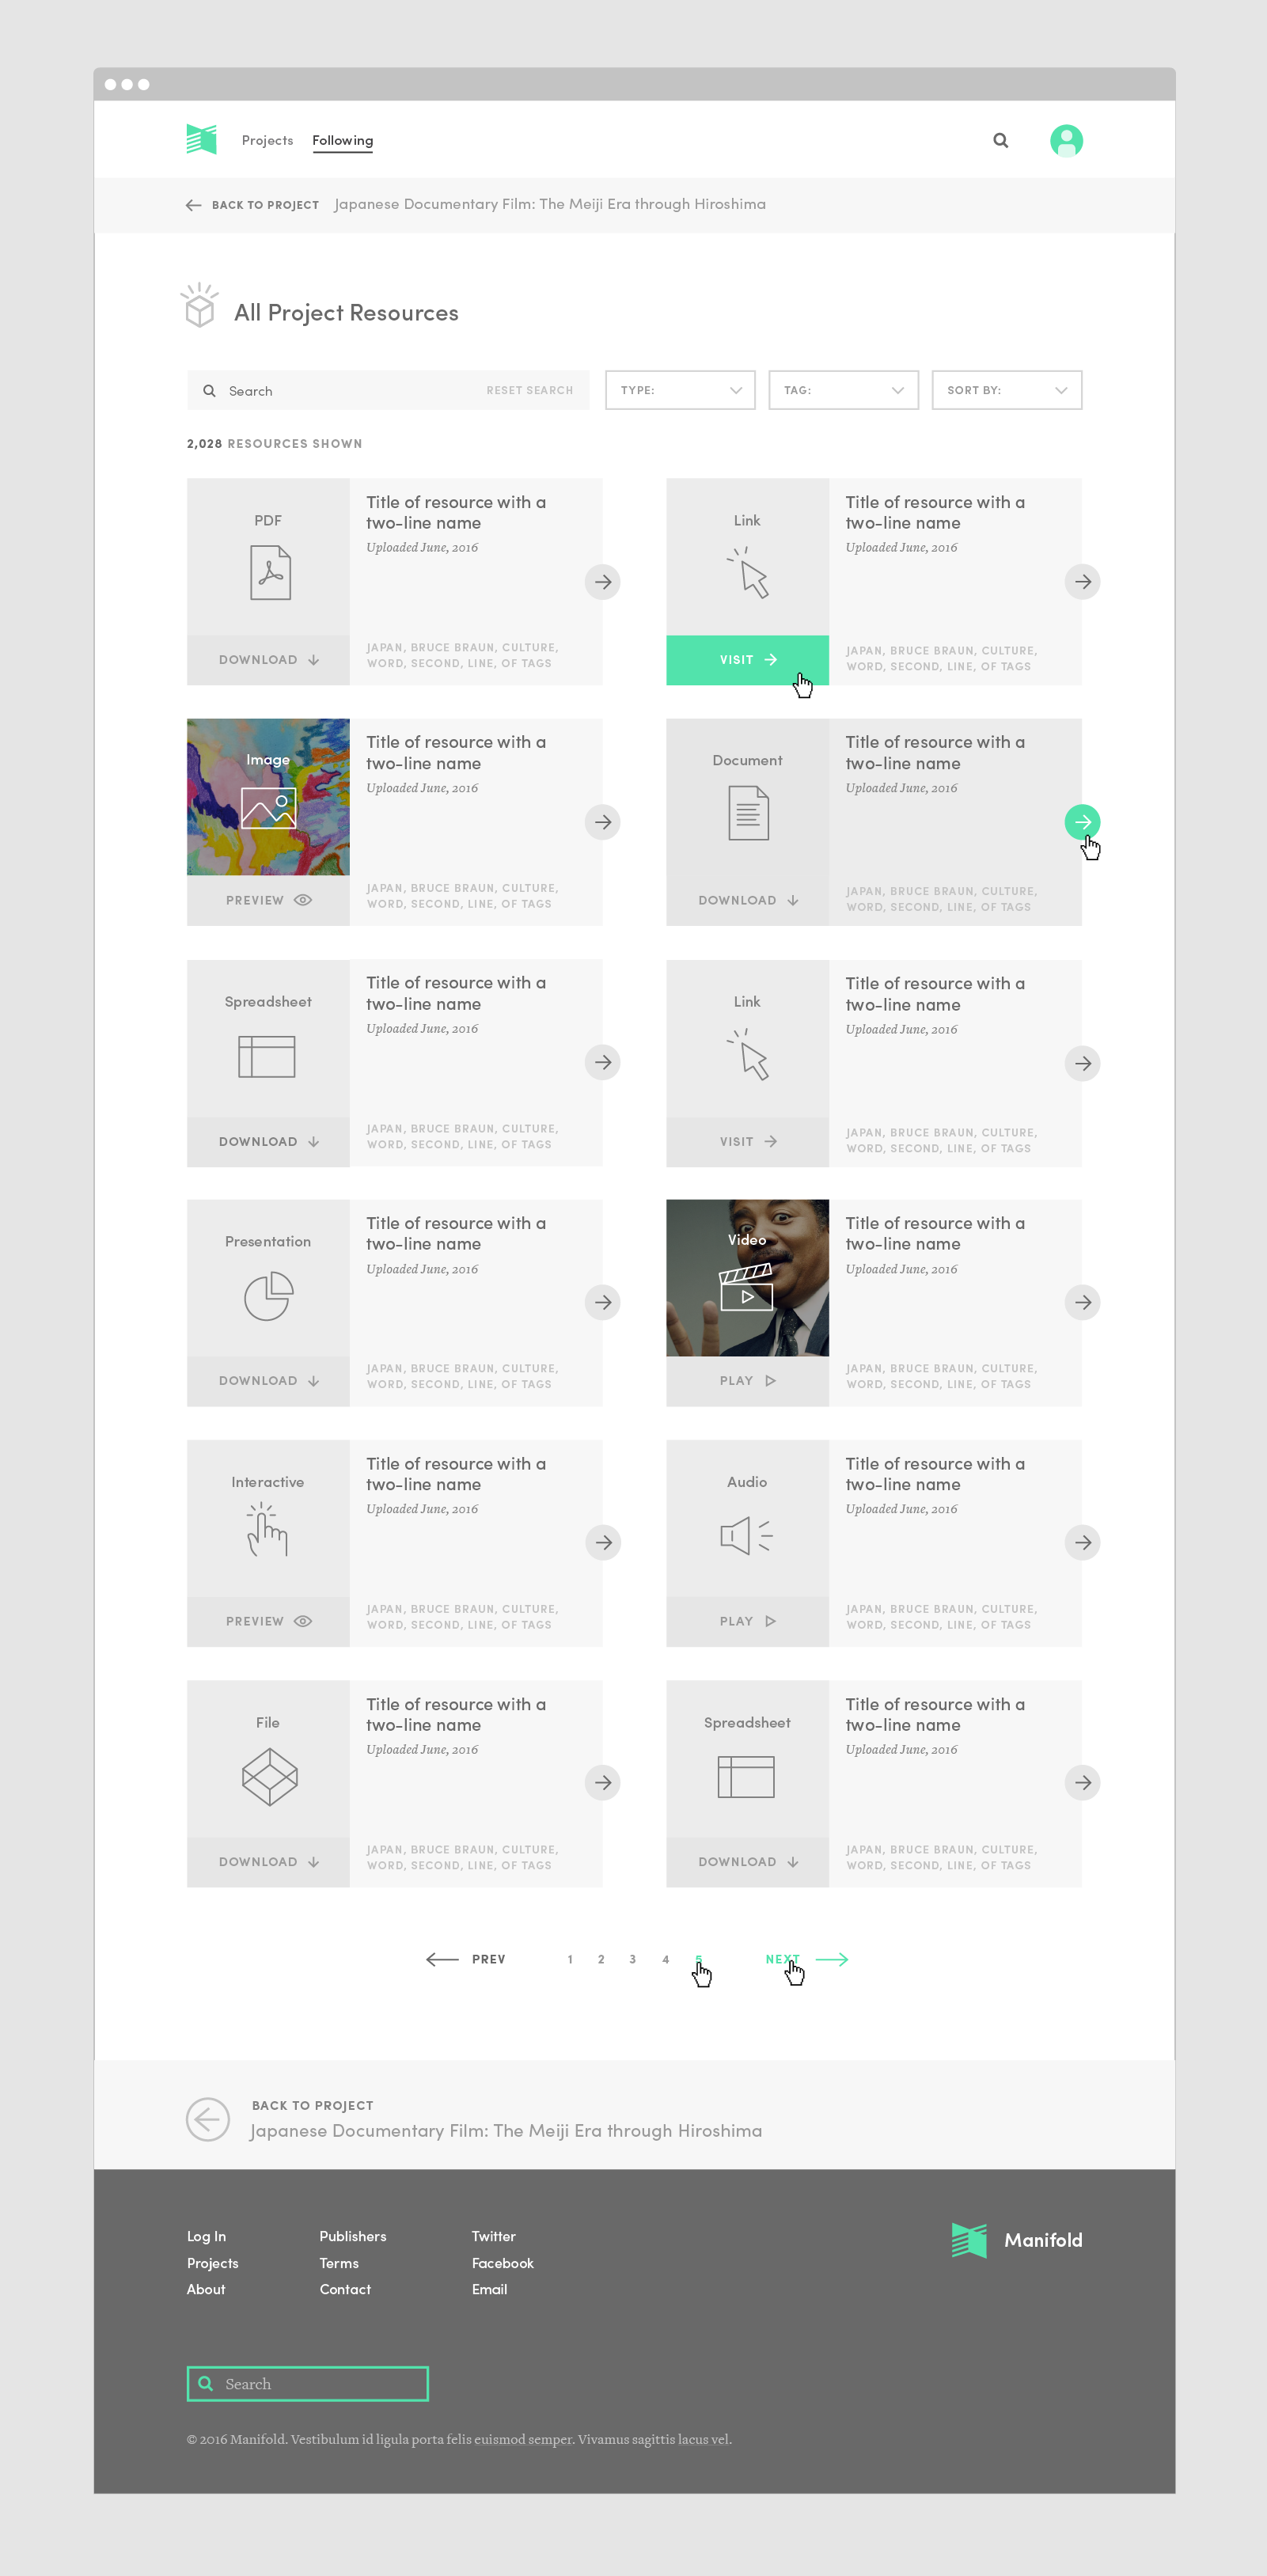 Projects Following
BACK TO PROJECT Japanese Documentary Film: The Meiji Era through Hiroshima
All Project Resources
Search RESET SEARCH TYPE: TAG: SORT BY:
2,028 RESOURCES SHOWN
PDF
DOWNLOAD
Title of resource with a
two-line name
Uploaded June, 2016
JAPAN, BRUCE BRAUN, CULTURE,
WORD, SECOND, LINE, OF TAGS
Link
VISIT
Title of resource with a
two-line name
Uploaded June, 2016
JAPAN, BRUCE BRAUN, CULTURE,
WORD, SECOND, LINE, OF TAGS
Image
PREVIEW
Title of resource with a
two-line name
Uploaded June, 2016
JAPAN, BRUCE BRAUN, CULTURE,
WORD, SECOND, LINE, OF TAGS
Document
DOWNLOAD
Title of resource with a
two-line name
Uploaded June, 2016
JAPAN, BRUCE BRAUN, CULTURE,
WORD, SECOND, LINE, OF TAGS
Spreadsheet
DOWNLOAD
Title of resource with a
two-line name
Uploaded June, 2016
JAPAN, BRUCE BRAUN, CULTURE,
WORD, SECOND, LINE, OF TAGS
Link
VISIT
Title of resource with a
two-line name
Uploaded June, 2016
JAPAN, BRUCE BRAUN, CULTURE,
WORD, SECOND, LINE, OF TAGS
Presentation
DOWNLOAD
Title of resource with a
two-line name
Uploaded June, 2016
JAPAN, BRUCE BRAUN, CULTURE,
WORD, SECOND, LINE, OF TAGS
Video
PLAY
Title of resource with a
two-line name
Uploaded June, 2016
JAPAN, BRUCE BRAUN, CULTURE,
WORD, SECOND, LINE, OF TAGS
Interactive
PREVIEW
Title of resource with a
two-line name
Uploaded June, 2016
JAPAN, BRUCE BRAUN, CULTURE,
WORD, SECOND, LINE, OF TAGS
Audio
PLAY
Title of resource with a
two-line name
Uploaded June, 2016
JAPAN, BRUCE BRAUN, CULTURE,
WORD, SECOND, LINE, OF TAGS
File
DOWNLOAD
Title of resource with a
two-line name
Uploaded June, 2016
JAPAN, BRUCE BRAUN, CULTURE,
WORD, SECOND, LINE, OF TAGS
Spreadsheet
DOWNLOAD
Title of resource with a
two-line name
Uploaded June, 2016
JAPAN, BRUCE BRAUN, CULTURE,
WORD, SECOND, LINE, OF TAGS
PREV 1 2 3 4 5 NEXT
BACK TO PROJECT
Japanese Documentary Film: The Meiji Era through Hiroshima
Log In
Projects
About
Publishers
Terms
Contact
Twitter
Facebook
Email
Manifold
Search
© 2016 Manifold. Vestibulum id ligula porta felis euismod semper. Vivamus sagittis lacus vel.